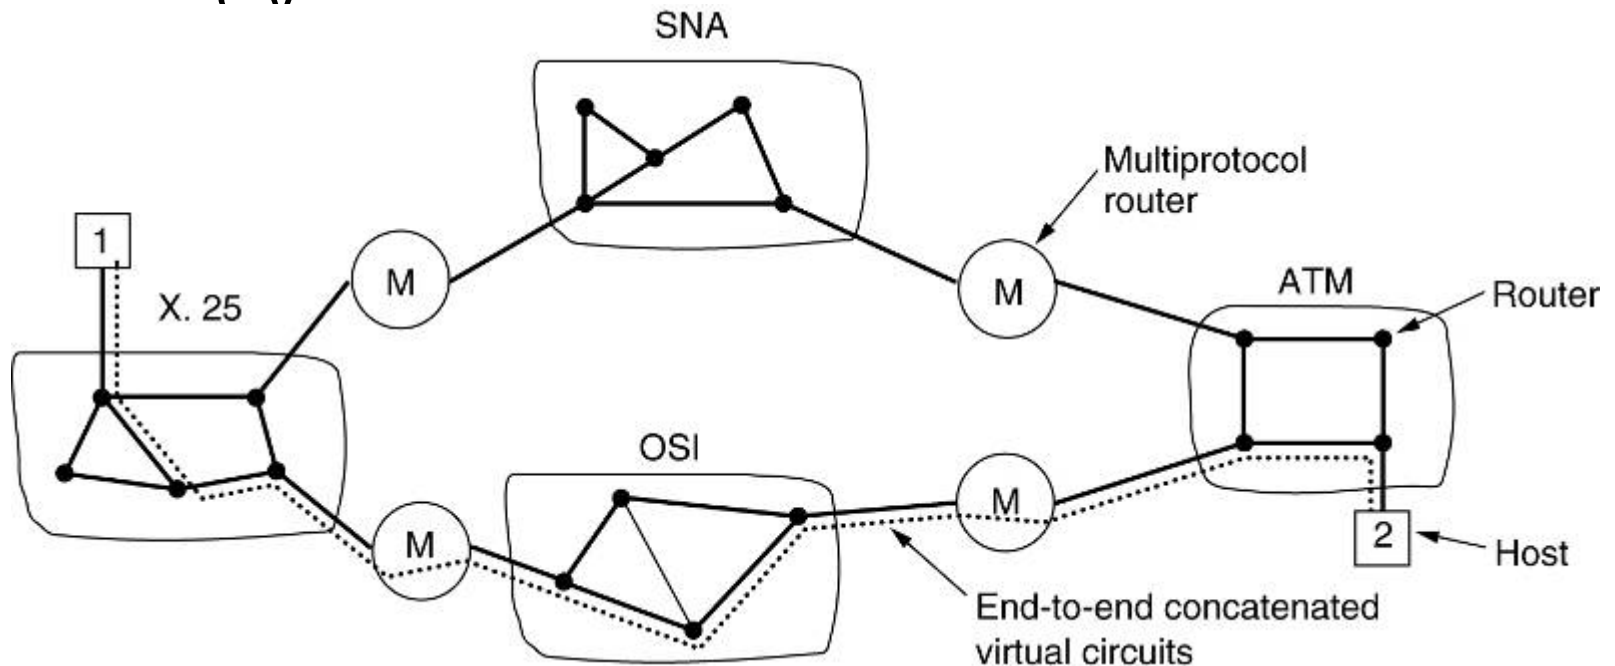 SNA
Multiprotocol
router
1
M
M
X. 25
ATM
Router
OSI
M
M
2
Host
End-to-end concatenated
virtual circuits